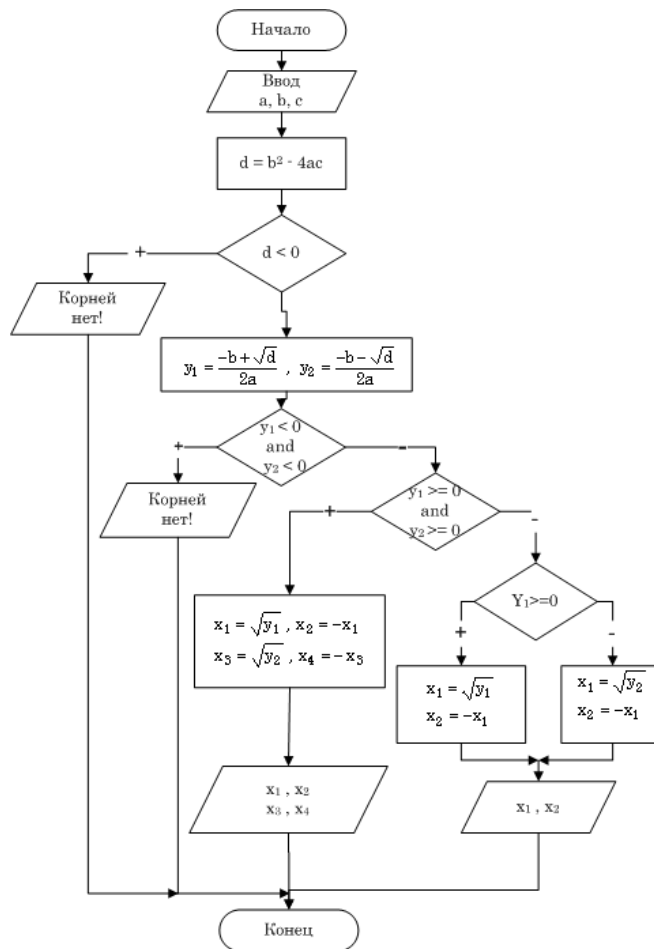 Начало
Ввод
a, b, c
d = b² - 4ac
+
d < 0
Корней
нет!
y₁ = (-b + √d)/2a , y₂ = (-b - √d)/2a
y₁ < 0
and
y₂ < 0
+
-
Корней
нет!
y₁ >= 0
and
y₂ >= 0
+
-
Y₁>=0
+
-
x₁ = √y₁ , x₂ = -x₁
x₃ = √y₂ , x₄ = -x₃
x₁ = √y₁
x₂ = -x₁
x₁ = √y₂
x₂ = -x₁
x₁ , x₂
x₃ , x₄
x₁ , x₂
Конец